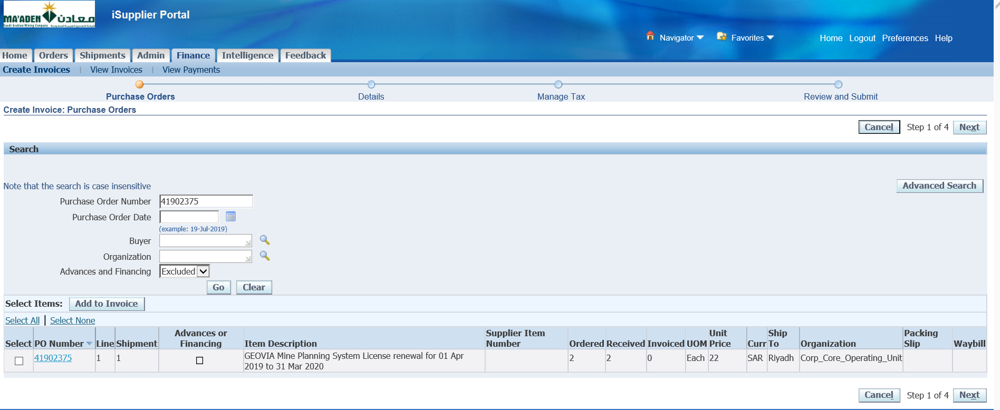 MA'ADEN معادن
Saudi Arabian Mining Company شركة التعدين العربية السعودية
iSupplier Portal
Navigator Favorites Home Logout Preferences Help
Home Orders Shipments Admin Finance Intelligence Feedback
Create Invoices | View Invoices | View Payments
Purchase Orders Details Manage Tax Review and Submit
Create Invoice: Purchase Orders
Cancel Step 1 of 4 Next
Search
Note that the search is case insensitive
Advanced Search
Purchase Order Number 41902375
Purchase Order Date
(example: 19-Jul-2019)
Buyer
Organization
Advances and Financing Excluded
Go Clear
Select Items: Add to Invoice
Select All | Select None
Select PO Number Line Shipment Advances or Financing Item Description Supplier Item Number Ordered Received Invoiced UOM Unit Price Curr Ship To Organization Packing Slip Waybill
41902375 1 1 GEOVIA Mine Planning System License renewal for 01 Apr 2019 to 31 Mar 2020 2 2 0 Each 22 SAR Riyadh Corp_Core_Operating_Unit
Cancel Step 1 of 4 Next